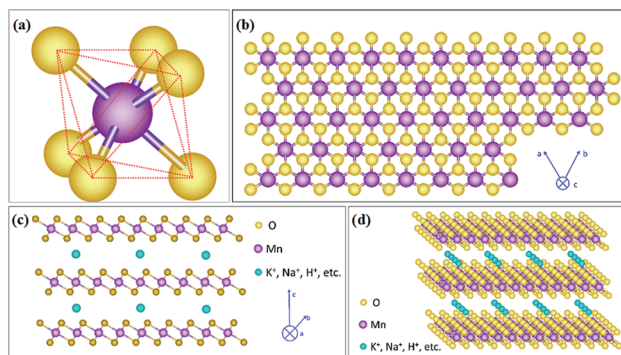 (a)
(b)
a
b
c
(c)
O
Mn
K⁺, Na⁺, H⁺, etc.
c
b
a
(d)
O
Mn
K⁺, Na⁺, H⁺, etc.